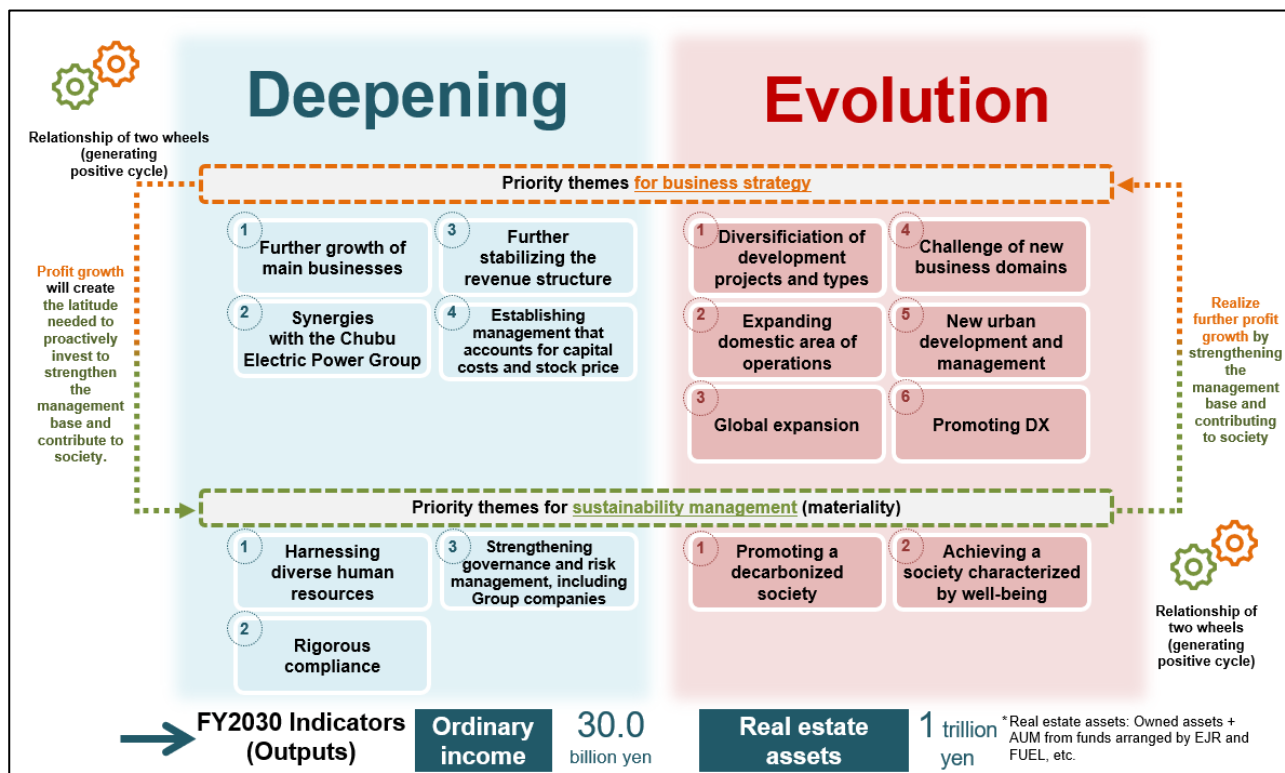 Deepening
Evolution
Relationship of two wheels
(generating
positive cycle)
Priority themes for business strategy
1
Further growth of
main businesses
3
Further
stabilizing the
revenue structure
2
Synergies
with the Chubu
Electric Power Group
4
Establishing
management that
accounts for capital
costs and stock price
1
Diversificiation of
development
projects and types
4
Challenge of new
business domains
2
Expanding
domestic area of
operations
5
New urban
development and
management
3
Global expansion
6
Promoting DX
Profit growth
will create
the latitude
needed to
proactively
invest to
strengthen
the
management
base and
contribute to
society.
Realize
further profit
growth by
strengthening
the
management
base and
contributing
to society
Priority themes for sustainability management (materiality)
1
Harnessing
diverse human
resources
3
Strengthening
governance and risk
management, including
Group companies
2
Rigorous
compliance
1
Promoting a
decarbonized
society
2
Achieving a
society characterized
by well-being
Relationship of
two wheels
(generating
positive cycle)
FY2030 Indicators
(Outputs)
Ordinary
income
30.0
billion yen
Real estate
assets
1 trillion
yen
*Real estate assets: Owned assets +
AUM from funds arranged by EJR and
FUEL, etc.